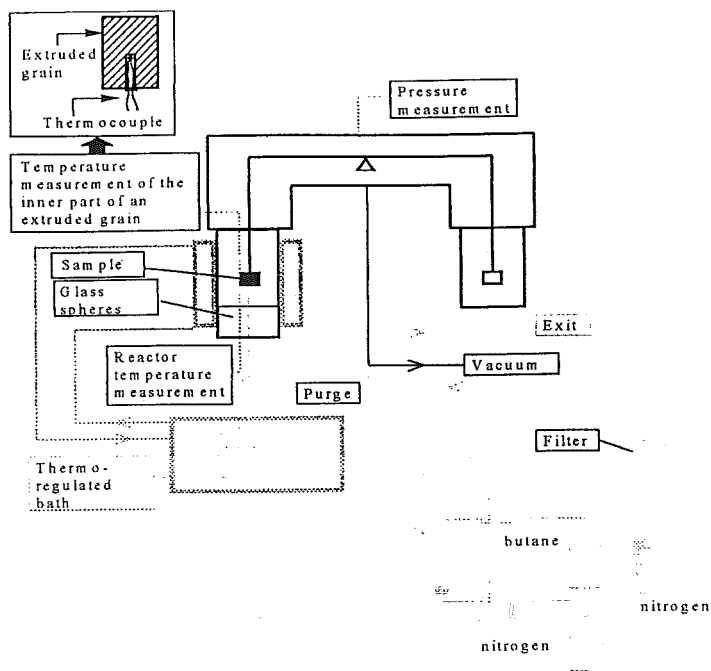 Extruded
grain
Thermocouple
Pressure
measurement
Temperature
measurement of the
inner part of an
extruded grain
Sample
Glass
spheres
Reactor
temperature
measurement
Exit
Vacuum
Purge
Filter
Thermo-
regulated
bath
butane
nitrogen
nitrogen